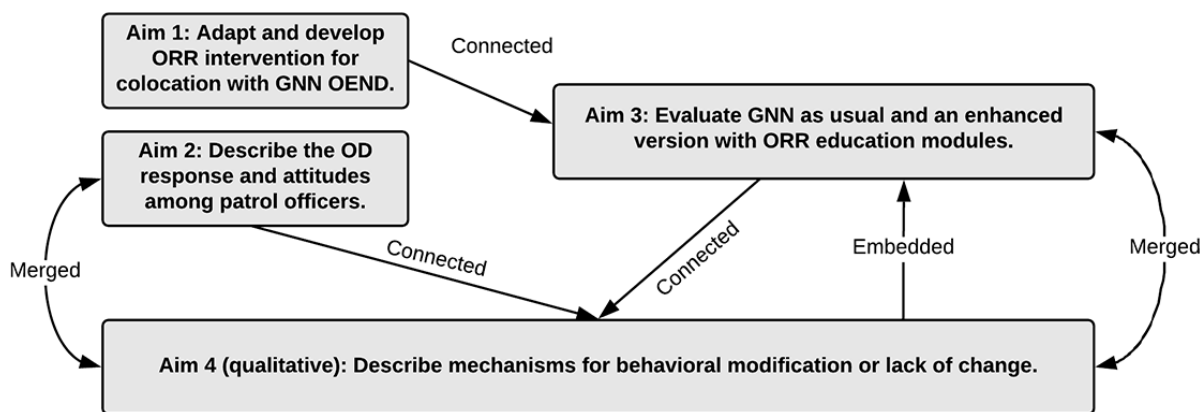 Aim 1: Adapt and develop
ORR intervention for
colocation with GNN OEND.
Connected
Aim 3: Evaluate GNN as usual and an enhanced
version with ORR education modules.
Aim 2: Describe the OD
response and attitudes
among patrol officers.
Merged
Connected
Connected
Embedded
Merged
Aim 4 (qualitative): Describe mechanisms for behavioral modification or lack of change.